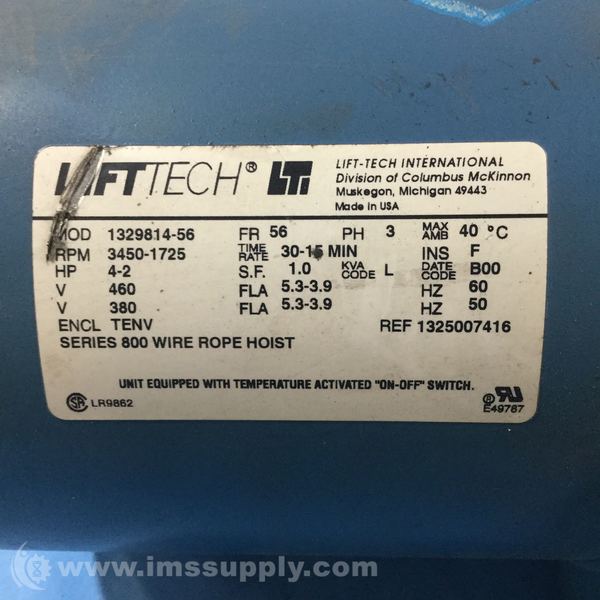 LIFTTECH® LTI
LIFT-TECH INTERNATIONAL
Division of Columbus McKinnon
Muskegon, Michigan 49443
Made in USA
MOD 1329814-56 FR 56 PH 3 MAX AMB 40 °C
RPM 3450-1725 TIME RATE 30-15 MIN INS F
HP 4-2 S.F. 1.0 KVA CODE L DATE CODE B00
V 460 FLA 5.3-3.9 HZ 60
V 380 FLA 5.3-3.9 HZ 50
ENCL TENV REF 1325007416
SERIES 800 WIRE ROPE HOIST
UNIT EQUIPPED WITH TEMPERATURE ACTIVATED "ON-OFF" SWITCH.
SA LR9862
® UR
E49767
www.imssupply.com